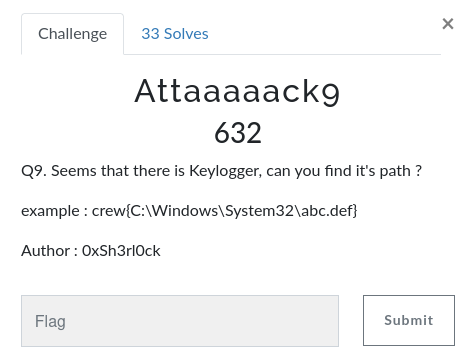 ×
Challenge
33 Solves
Attaaaaaack9
632
Q9. Seems that there is Keylogger, can you find it's path ?
example : crew{C:\Windows\System32\abc.def}
Author : 0xSh3rl0ck
Flag
Submit